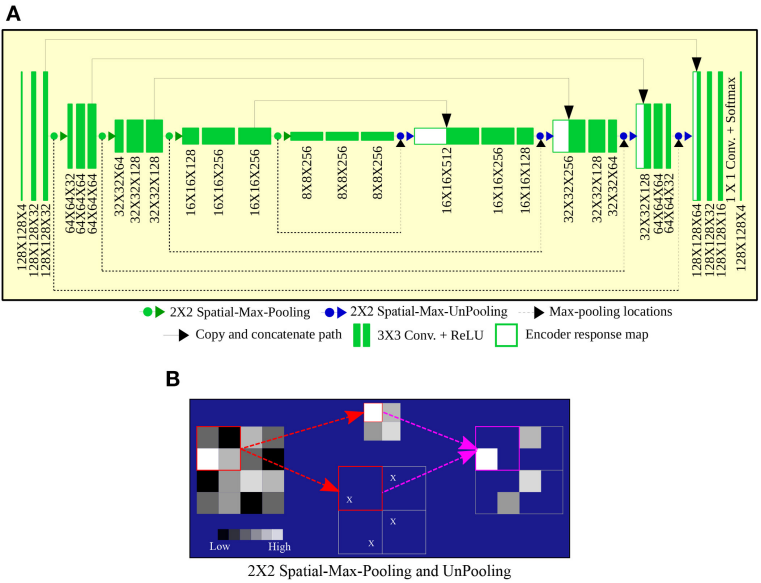 A
128X128X4
128X128X32
128X128X32
64X64X32
64X64X64
64X64X64
32X32X64
32X32X128
32X32X128
16X16X128
16X16X256
16X16X256
8X8X256
8X8X256
8X8X256
16X16X512
16X16X256
16X16X128
32X32X256
32X32X128
32X32X64
32X32X128
64X64X64
64X64X32
128X128X64
128X128X32
128X128X16
1 X 1 Conv. + Softmax
128X128X4
2X2 Spatial-Max-Pooling
2X2 Spatial-Max-UnPooling
Max-pooling locations
Copy and concatenate path
3X3 Conv. + ReLU
Encoder response map
B
x
x
x
x
Low
High
2X2 Spatial-Max-Pooling and UnPooling